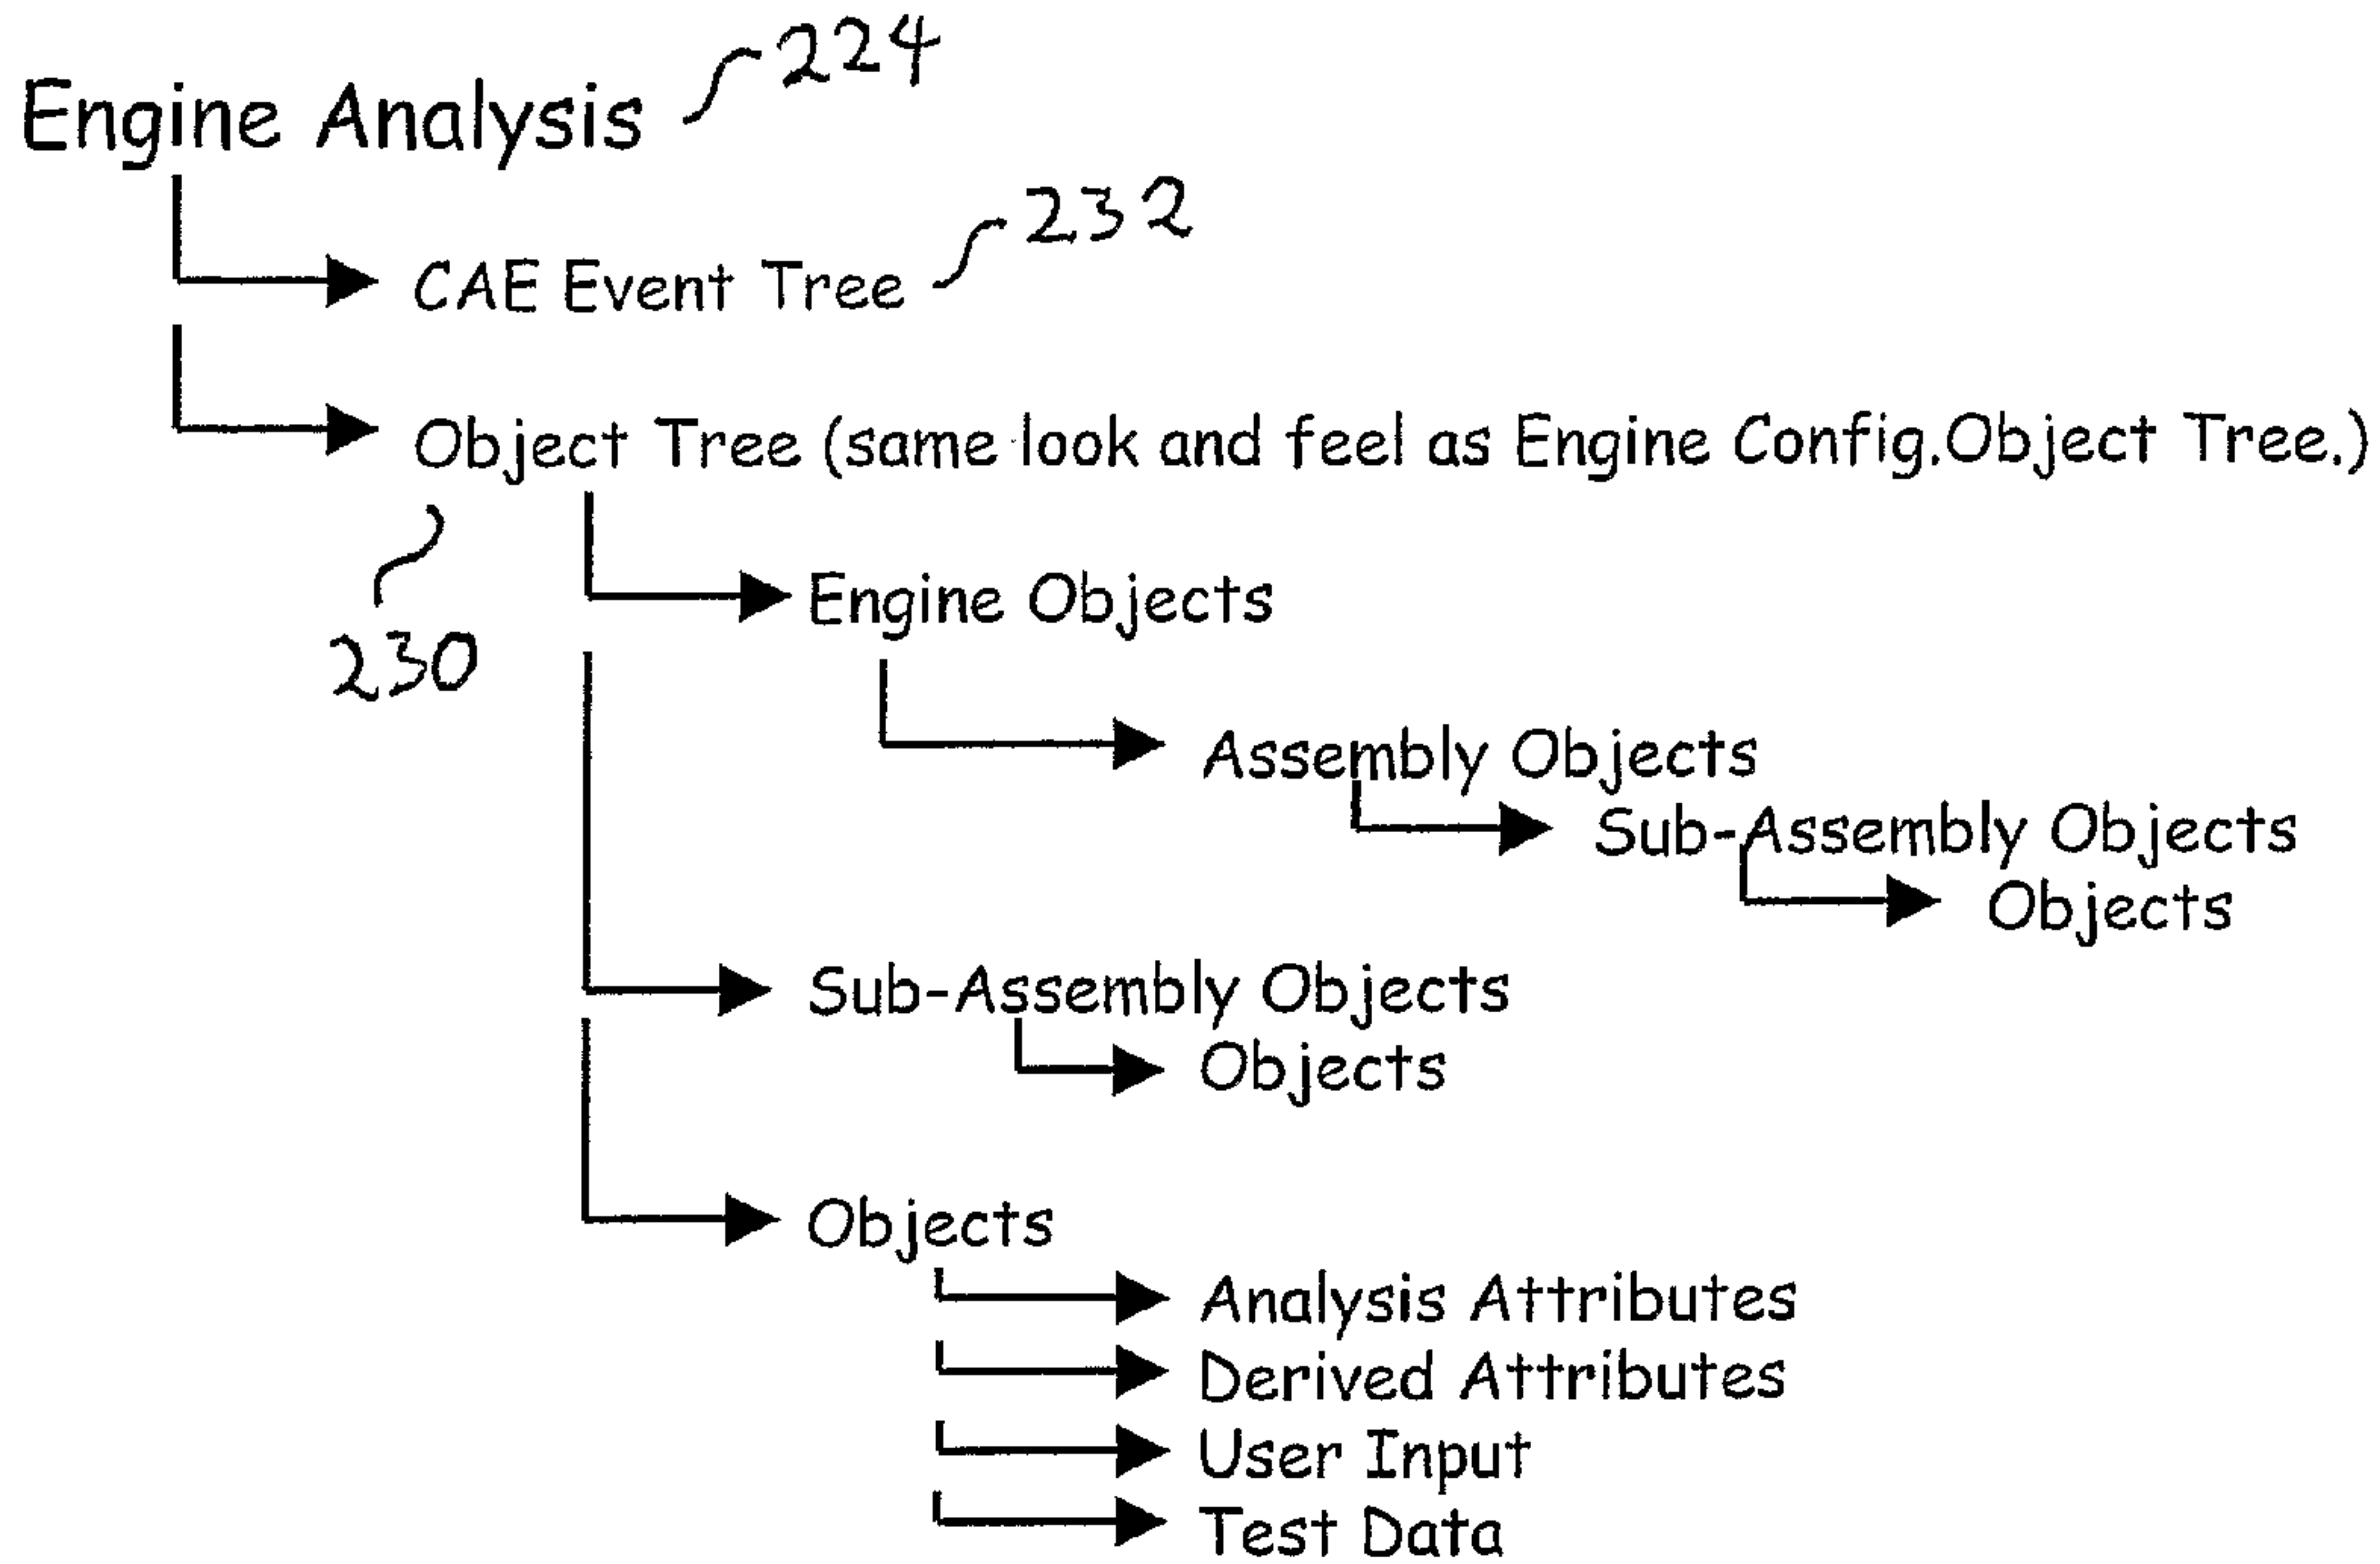 224
Engine Analysis
232
CAE Event Tree
Object Tree (same look and feel as Engine Config.Object Tree.)
230
Engine Objects
Assembly Objects
Sub-Assembly Objects
Objects
Sub-Assembly Objects
Objects
Objects
Analysis Attributes
Derived Attributes
User Input
Test Data